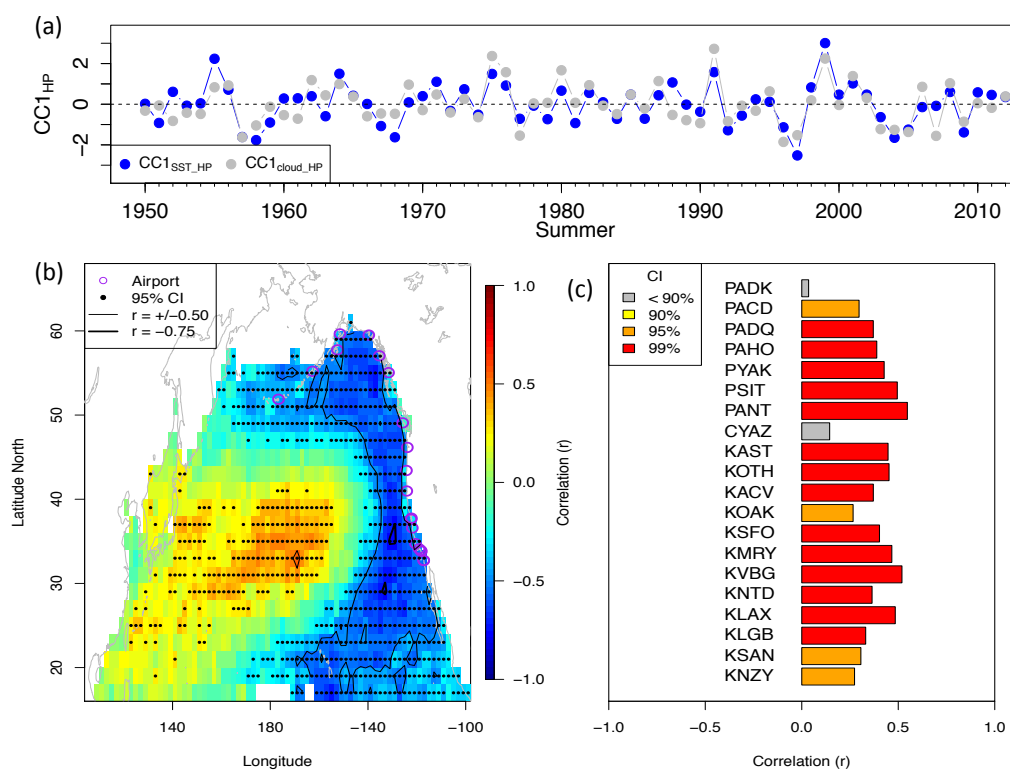 (a)
CC1HP
2
0
−2
CC1SST_HP
CC1cloud_HP
1950
1960
1970
1980
1990
2000
2010
Summer
(b)
Airport
95% CI
r = +/−0.50
r = −0.75
Latitude North
60
50
40
30
20
140
180
−140
−100
Longitude
1.0
0.5
0.0
−0.5
−1.0
Correlation (r)
(c)
CI
< 90%
90%
95%
99%
PADK
PACD
PADQ
PAHO
PYAK
PSIT
PANT
CYAZ
KAST
KOTH
KACV
KOAK
KSFO
KMRY
KVBG
KNTD
KLAX
KLGB
KSAN
KNZY
−1.0
−0.5
0.0
0.5
1.0
Correlation (r)